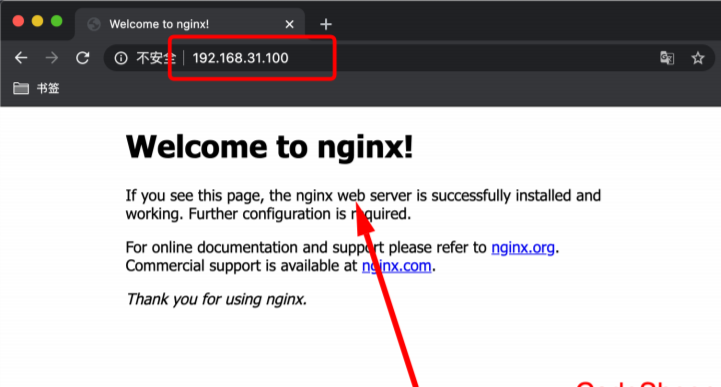 Welcome to nginx!
不安全 192.168.31.100
书签
Welcome to nginx!
If you see this page, the nginx web server is successfully installed and
working. Further configuration is required.
For online documentation and support please refer to nginx.org.
Commercial support is available at nginx.com.
Thank you for using nginx.